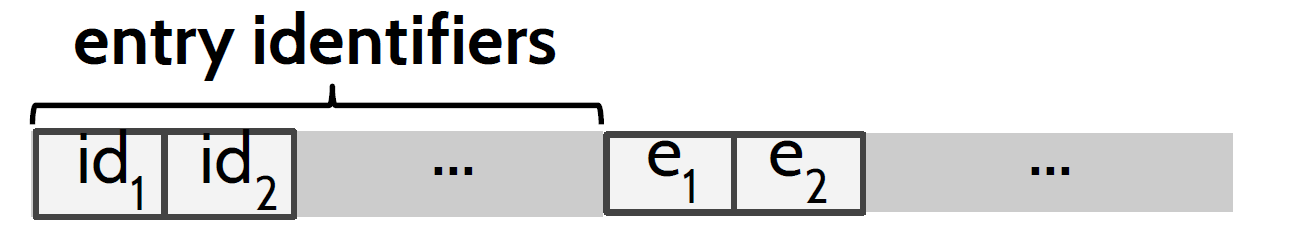 entry identifiers
id₁ id₂ ... e₁ e₂ ...